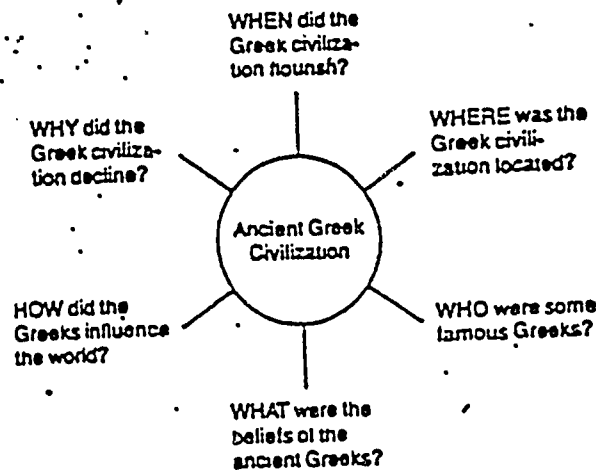 WHEN did the
Greek civiliza-
tion flourish?
WHERE was the
Greek civili-
zation located?
WHO were some
famous Greeks?
WHAT were the
beliefs of the
ancient Greeks?
HOW did the
Greeks influence
the world?
WHY did the
Greek civiliza-
tion decline?
Ancient Greek
Civilization